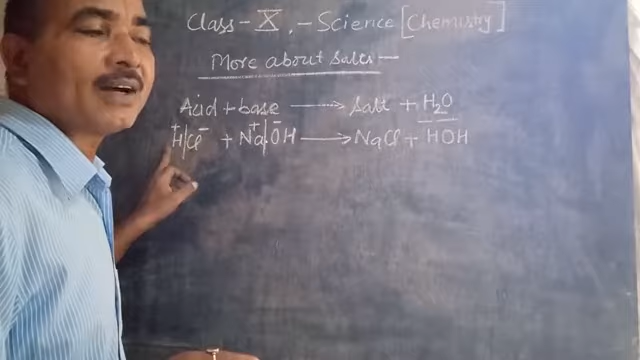 Class - X, - Science [Chemistry]
More about Salts -
Acid + base → Salt + H₂O
H⁺/Cl⁻ + Na⁺/OH⁻ → NaCl + HOH